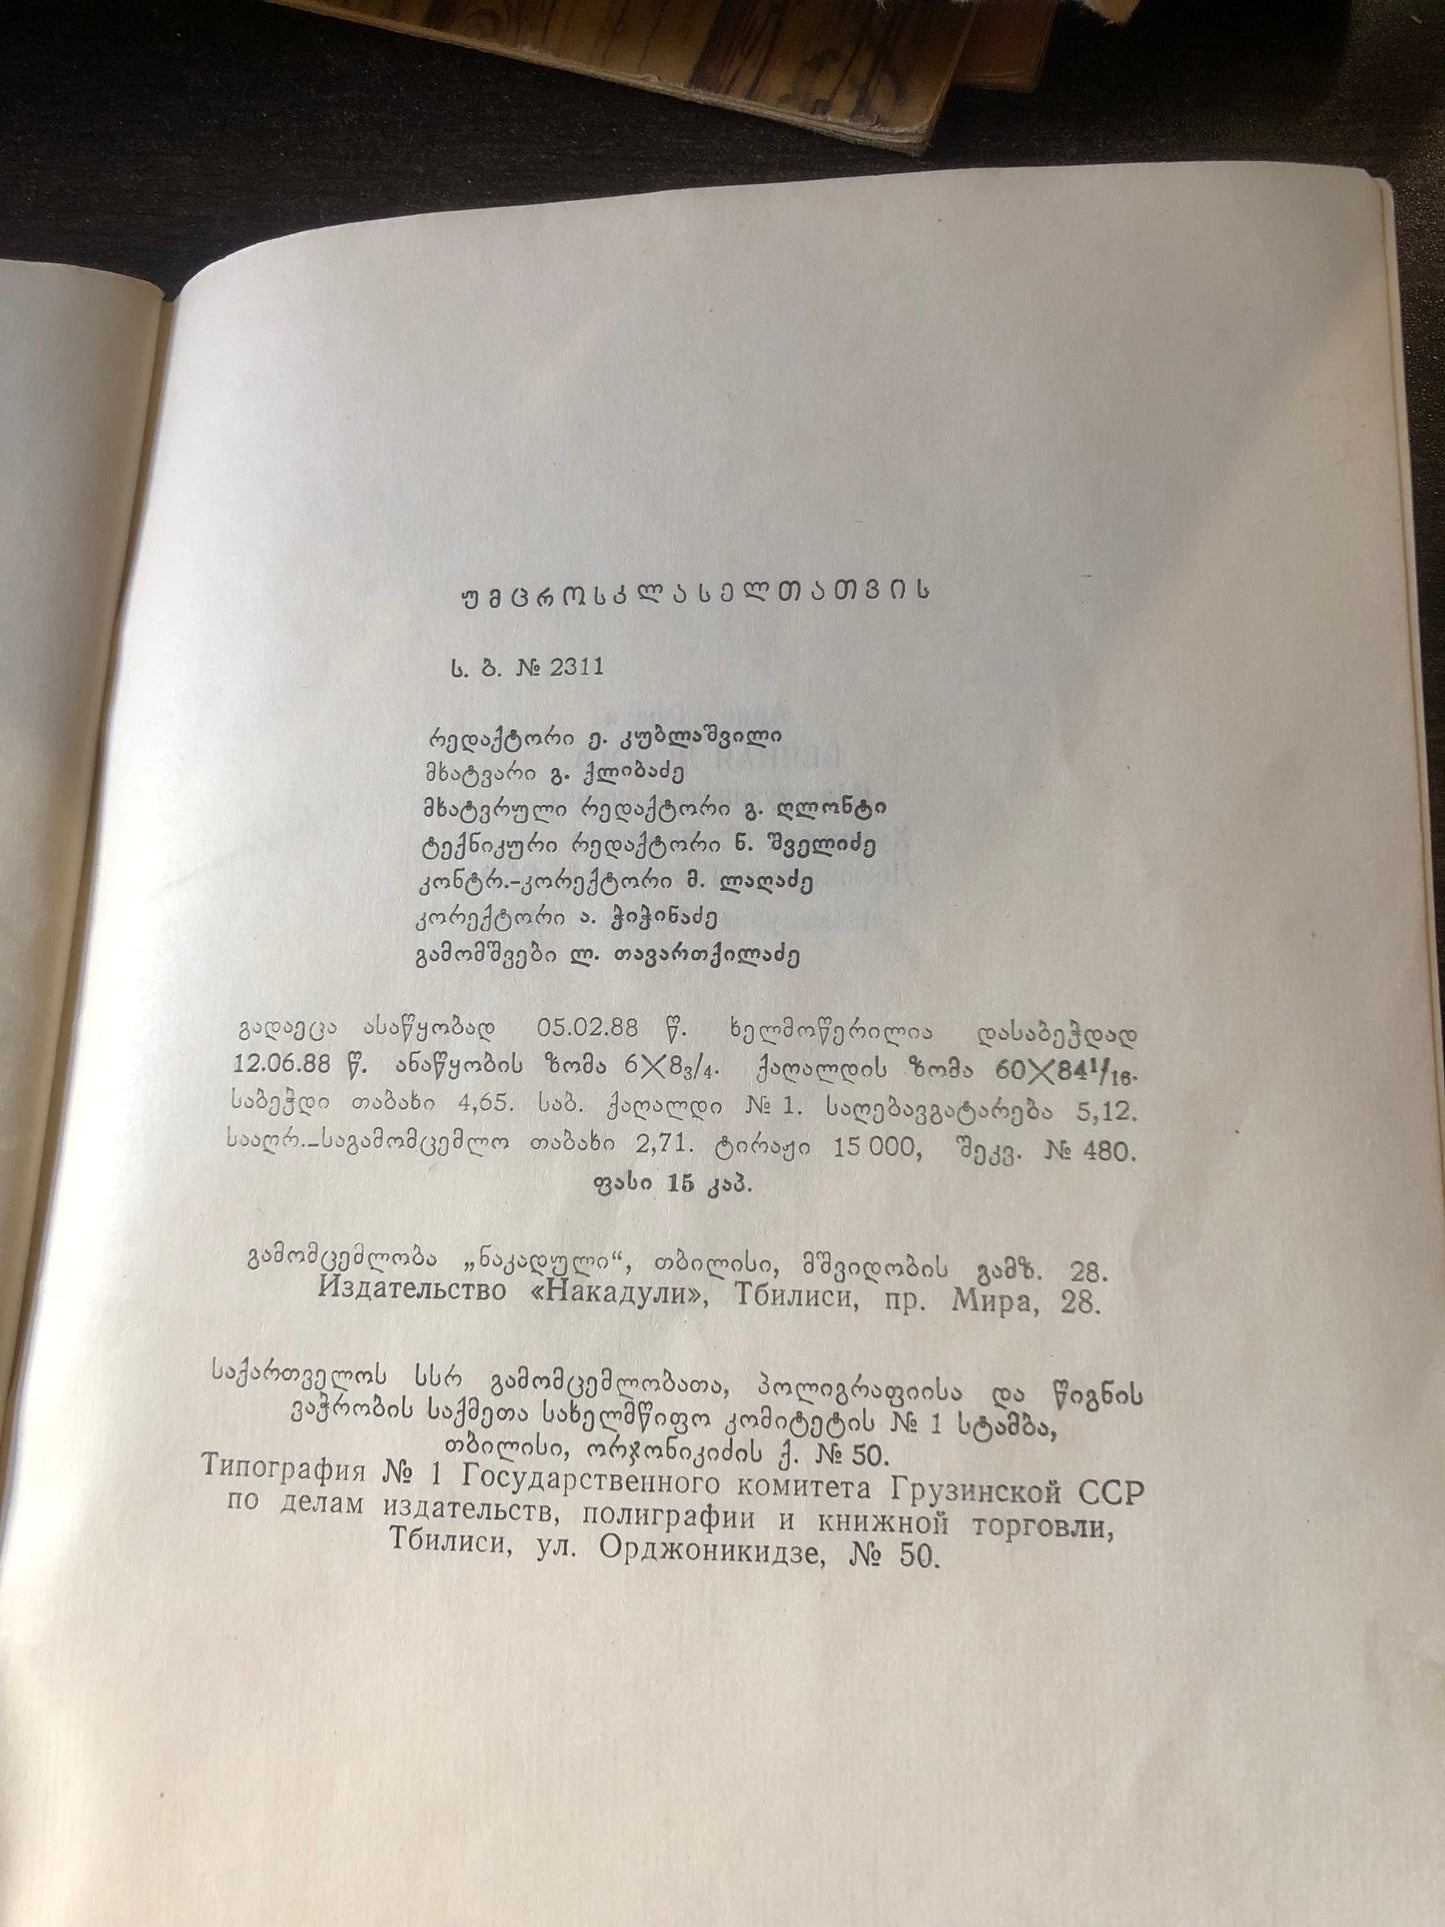 უმცროსკლასელთათვის
ს. ბ. № 2311
რედაქტორი ე. კუბლაშვილი
მხატვარი გ. ქლიბაძე
მხატვრული რედაქტორი გ. ღლონტი
ტექნიკური რედაქტორი ნ. შველიძე
კონტრ.-კორექტორი მ. ლაღაძე
კორექტორი ა. ჭიჭინაძე
გამომშვები ლ. თავართქილაძე
გადაეცა ასაწყობად 05.02.88 წ. ხელმოწერილია დასაბეჭდად
12.06.88 წ. ანაწყობის ზომა 6×8₃/₄. ქაღალდის ზომა 60×84¹/₁₆.
საბეჭდი თაბახი 4,65. საბ. ქაღალდი № 1. საღებავგატარება 5,12.
სააღრ.-საგამომცემლო თაბახი 2,71. ტირაჟი 15 000, შეკვ. № 480.
ფასი 15 კაპ.
გამომცემლობა „ნაკადული“, თბილისი, მშვიდობის გამზ. 28.
Издательство «Накадули», Тбилиси, пр. Мира, 28.
საქართველოს სსრ გამომცემლობათა, პოლიგრაფიისა და წიგნის
ვაჭრობის საქმეთა სახელმწიფო კომიტეტის № 1 სტამბა,
თბილისი, ორჯონიკიძის ქ. № 50.
Типография № 1 Государственного комитета Грузинской ССР
по делам издательств, полиграфии и книжной торговли,
Тбилиси, ул. Орджоникидзе, № 50.